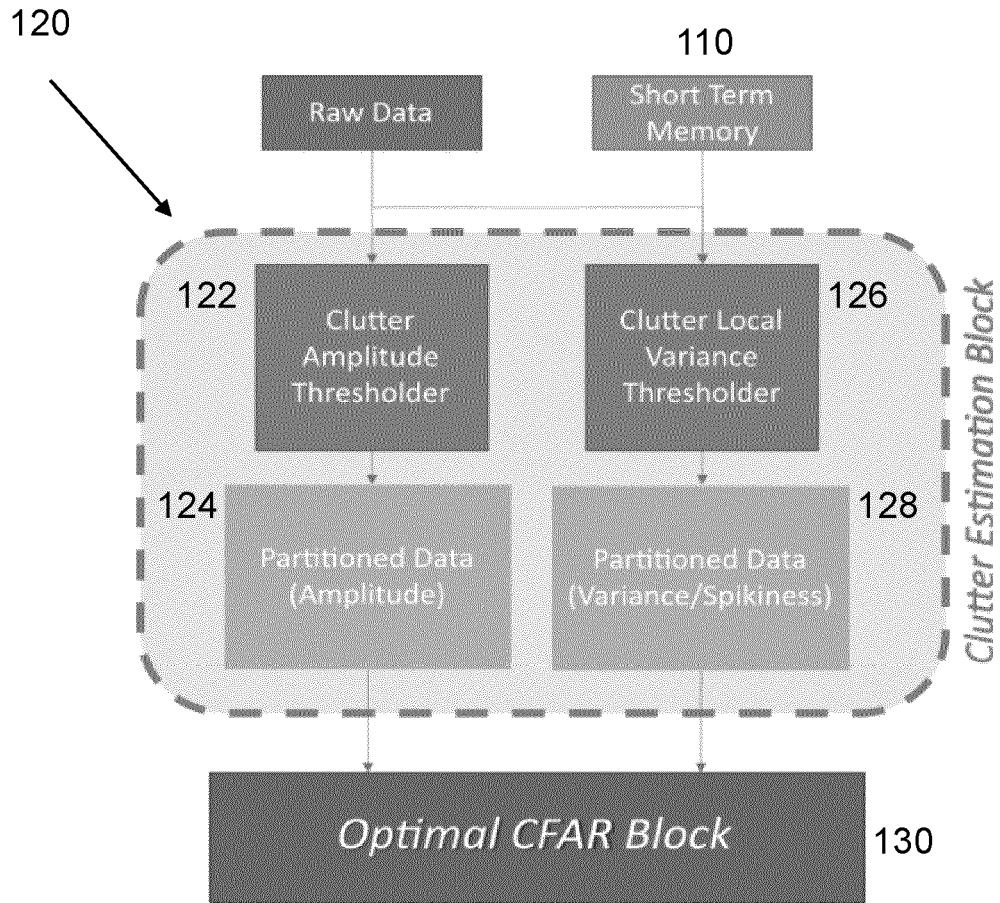 120
110
Raw Data
Short Term
Memory
122
Clutter
Amplitude
Thresholder
126
Clutter Local
Variance
Thresholder
124
Partitioned Data
(Amplitude)
128
Partitioned Data
(Variance/Spikiness)
Clutter Estimation Block
Optimal CFAR Block
130